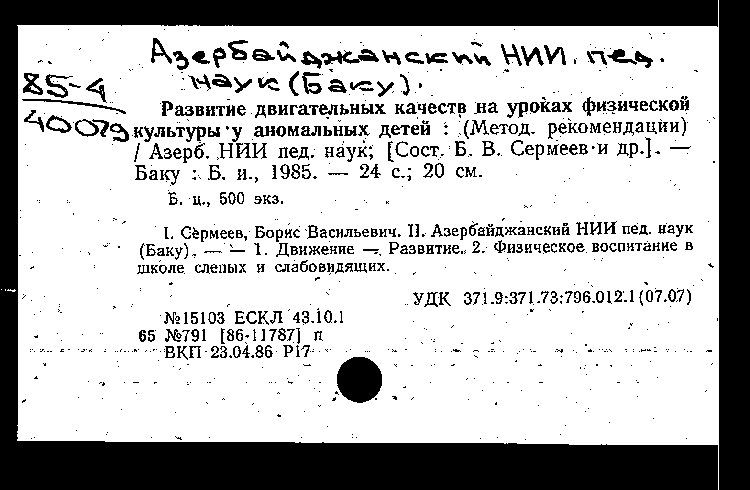 Азербайджанский НИИ. пед.
наук (Баку).
85-4
40079
Развитие двигательных качеств на уроках физической
культуры у аномальных детей : (Метод. рекомендации)
/ Азерб. НИИ пед. наук; [Сост. Б. В. Сермеев и др.]. —
Баку : Б. и., 1985. — 24 с.; 20 см.
Б. ц., 500 экз.
I. Сермеев, Борис Васильевич. II. Азербайджанский НИИ пед. наук
(Баку). — — 1. Движение — Развитие. 2. Физическое воспитание в
школе слепых и слабовидящих.
УДК 371.9:371.73:796.012.1 (07.07)
№15103 ЕСКЛ 43.10.1
65 №791 [86-11787] п
ВКП 23.04.86 Р17